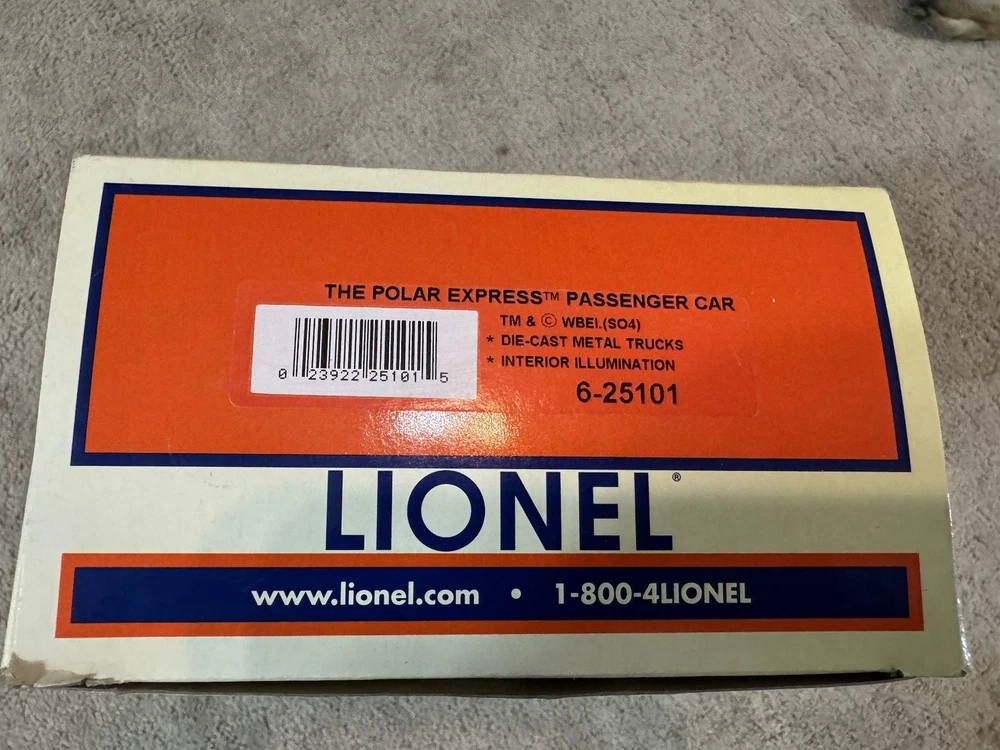 THE POLAR EXPRESS™ PASSENGER CAR
TM & © WBEI.(SO4)
* DIE-CAST METAL TRUCKS
* INTERIOR ILLUMINATION
6-25101
0 23922 25101 5
LIONEL®
www.lionel.com • 1-800-4LIONEL